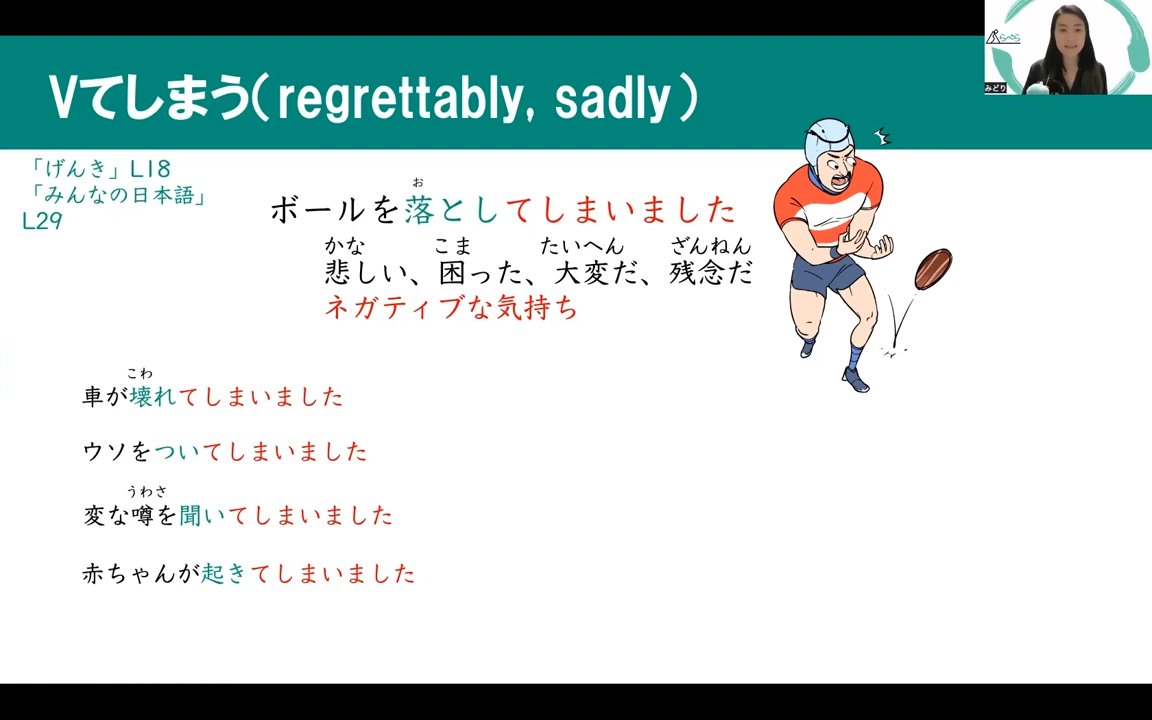 Vてしまう(regrettably, sadly)
らぺら
みどり
「げんき」L18
「みんなの日本語」
L29
お
ボールを落としてしまいました
かな こま たいへん ざんねん
悲しい、困った、大変だ、残念だ
ネガティブな気持ち
こわ
車が壊れてしまいました
ウソをついてしまいました
うわさ
変な噂を聞いてしまいました
赤ちゃんが起きてしまいました